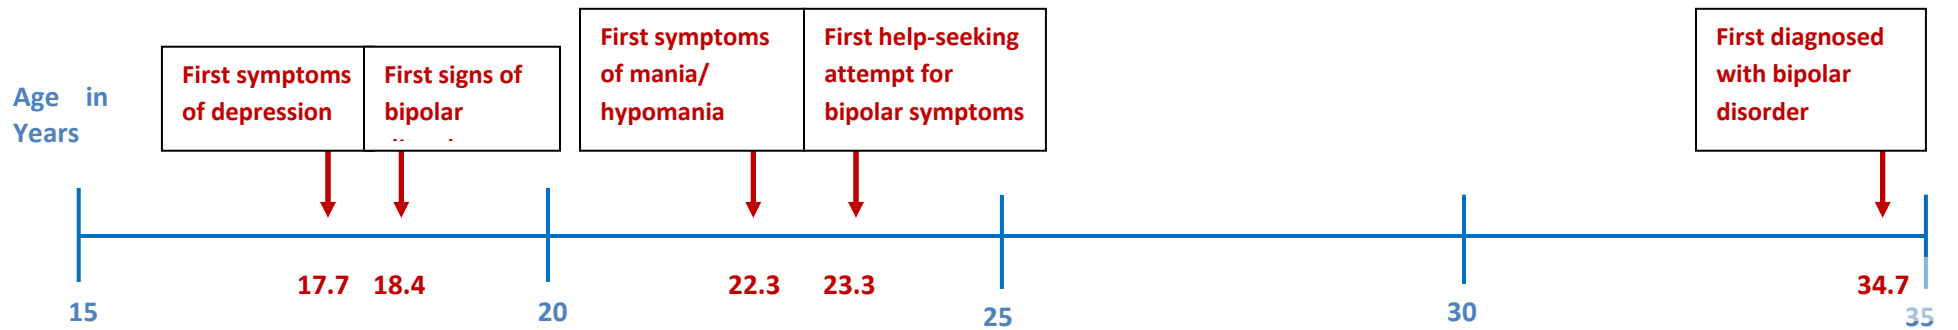 Age in
Years
First symptoms
of depression
First signs of
bipolar
First symptoms
of mania/
hypomania
First help-seeking
attempt for
bipolar symptoms
First diagnosed
with bipolar
disorder
17.7
18.4
22.3
23.3
34.7
15
20
25
30
35